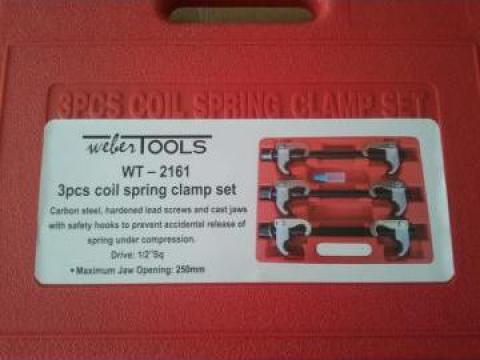 3PCS COIL SPRING CLAMP SET
weber TOOLS
WT – 2161
3pcs coil spring clamp set
Carbon steel, hardened lead screws and cast jaws
with safety hooks to prevent accidental release of
spring under compression.
Drive: 1/2"Sq
• Maximum Jaw Opening: 250mm